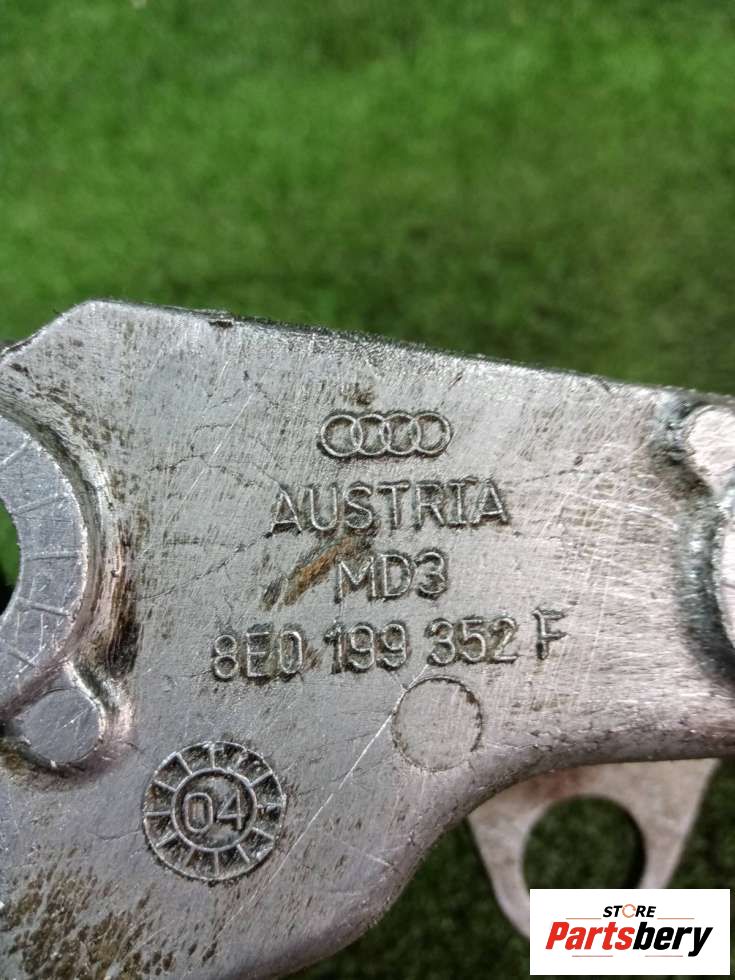 AUSTRIA
MD3
8E0 199 352 F
04
STORE
Partsbery